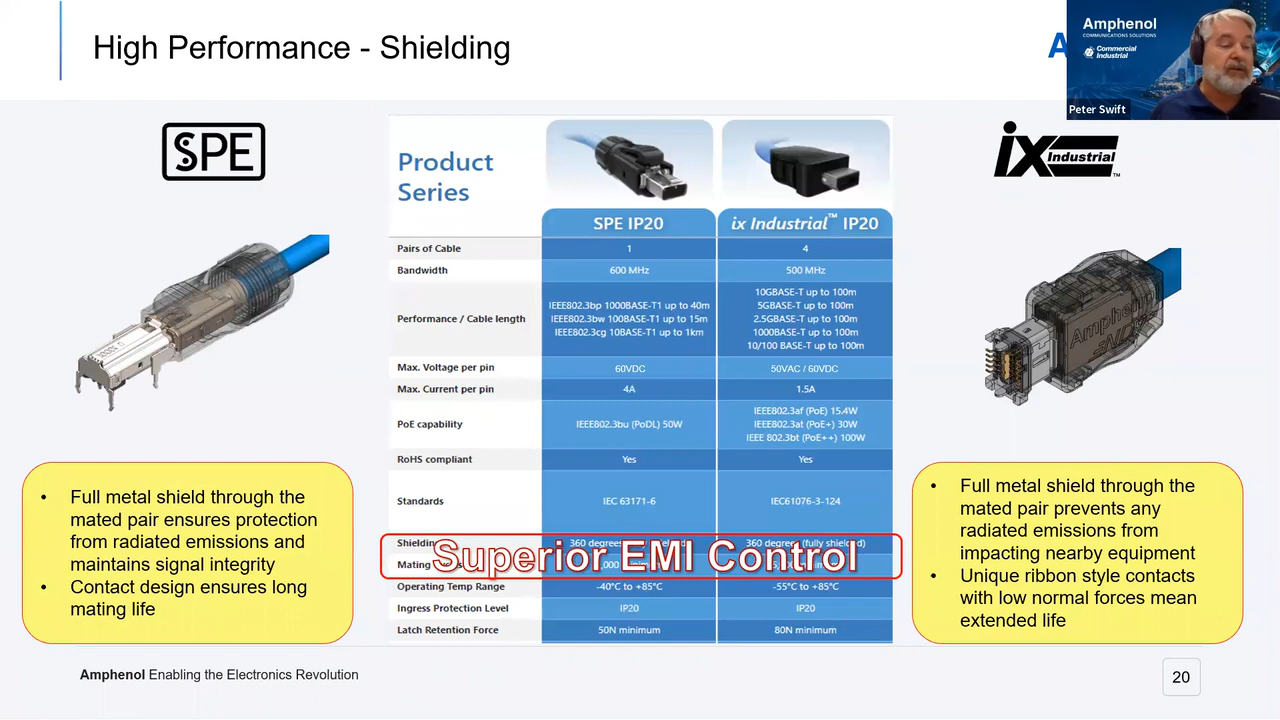 High Performance - Shielding
A
Amphenol
COMMUNICATIONS SOLUTIONS
Commercial
Industrial
Peter Swift
SPE
ix Industrial™
Product
Series
SPE IP20
ix Industrial™ IP20
Pairs of Cable 1 4
Bandwidth 600 MHz 500 MHz
Performance / Cable length
IEEE802.3bp 1000BASE-T1 up to 40m
IEEE802.3bw 100BASE-T1 up to 15m
IEEE802.3cg 10BASE-T1 up to 1km
10GBASE-T up to 100m
5GBASE-T up to 100m
2.5GBASE-T up to 100m
1000BASE-T up to 100m
10/100 BASE-T up to 100m
Max. Voltage per pin 60VDC 50VAC / 60VDC
Max. Current per pin 4A 1.5A
PoE capability
IEEE802.3bu (PoDL) 50W
IEEE802.3af (PoE) 15.4W
IEEE802.3at (PoE+) 30W
IEEE 802.3bt (PoE++) 100W
RoHS compliant Yes Yes
Standards IEC 63171-6 IEC61076-3-124
Shielding 360 degrees 360 degree (fully shielded)
Superior EMI Control
Mating
Operating Temp Range -40°C to +85°C -55°C to +85°C
Ingress Protection Level IP20 IP20
Latch Retention Force 50N minimum 80N minimum
• Full metal shield through the
mated pair ensures protection
from radiated emissions and
maintains signal integrity
• Contact design ensures long
mating life
Amphenol
• Full metal shield through the
mated pair prevents any
radiated emissions from
impacting nearby equipment
• Unique ribbon style contacts
with low normal forces mean
extended life
Amphenol Enabling the Electronics Revolution
20